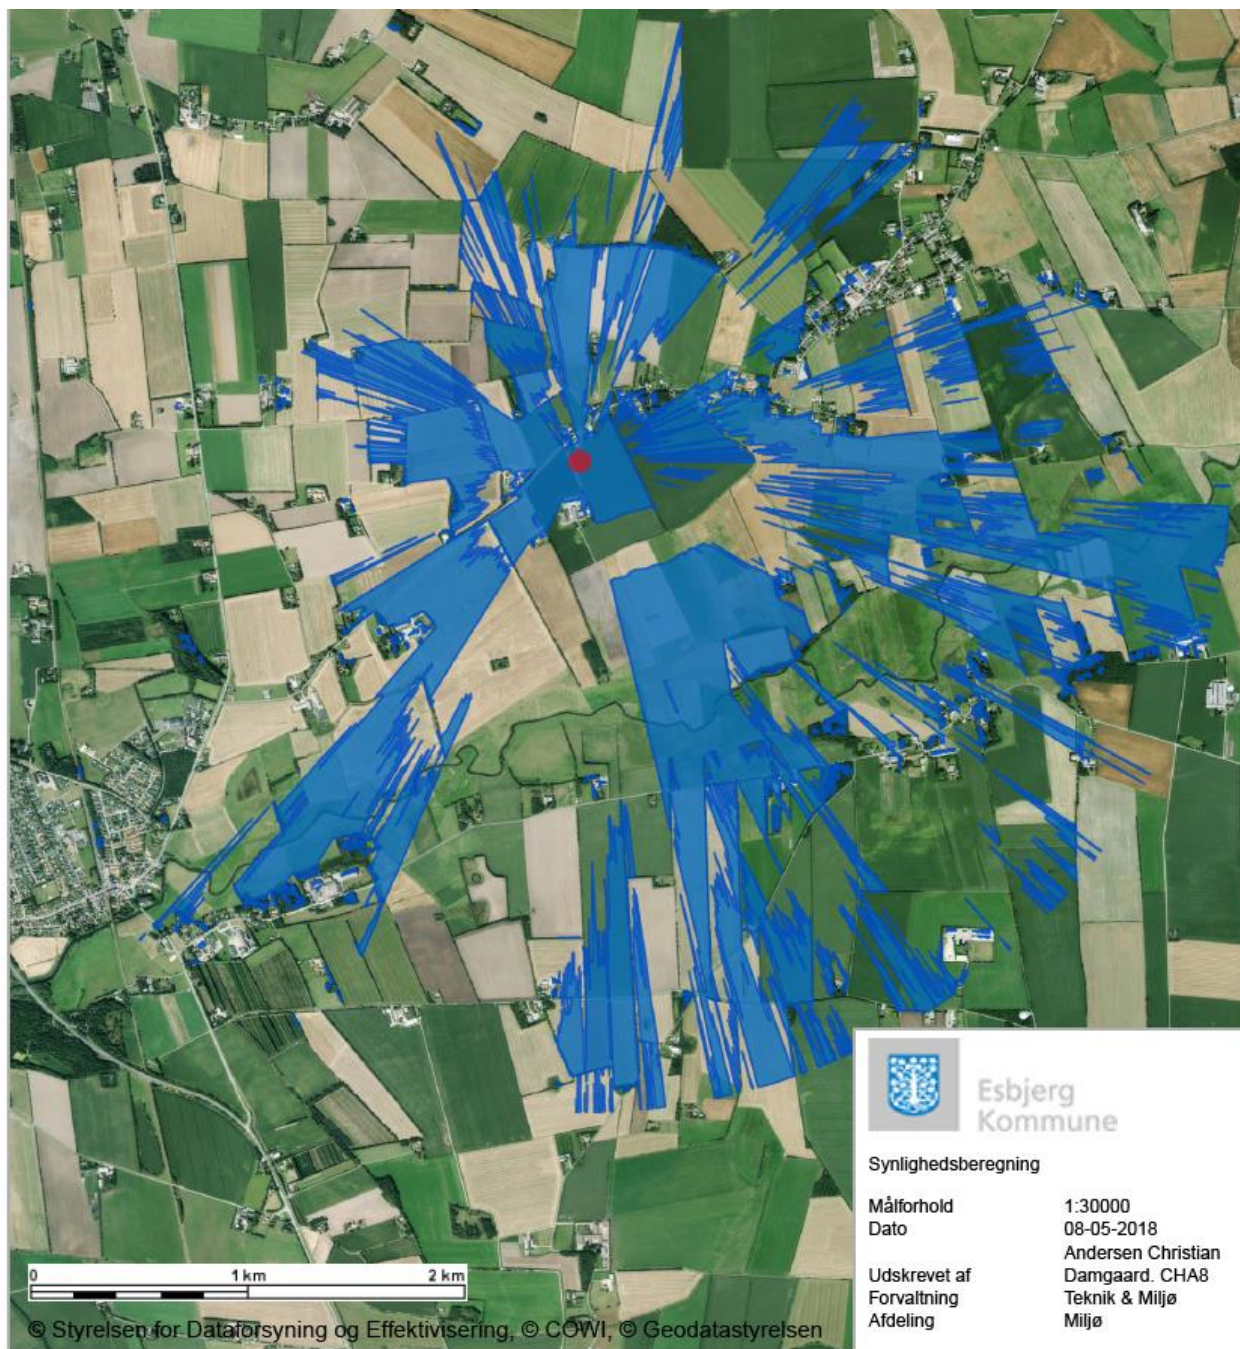 Esbjerg
Kommune
Synlighedsberegning
Målforhold 1:30000
Dato 08-05-2018
Andersen Christian
Udskrevet af Damgaard. CHA8
Forvaltning Teknik & Miljø
Afdeling Miljø
0 1 km 2 km
© Styrelsen for Dataforsyning og Effektivisering, © COWI, © Geodatastyrelsen